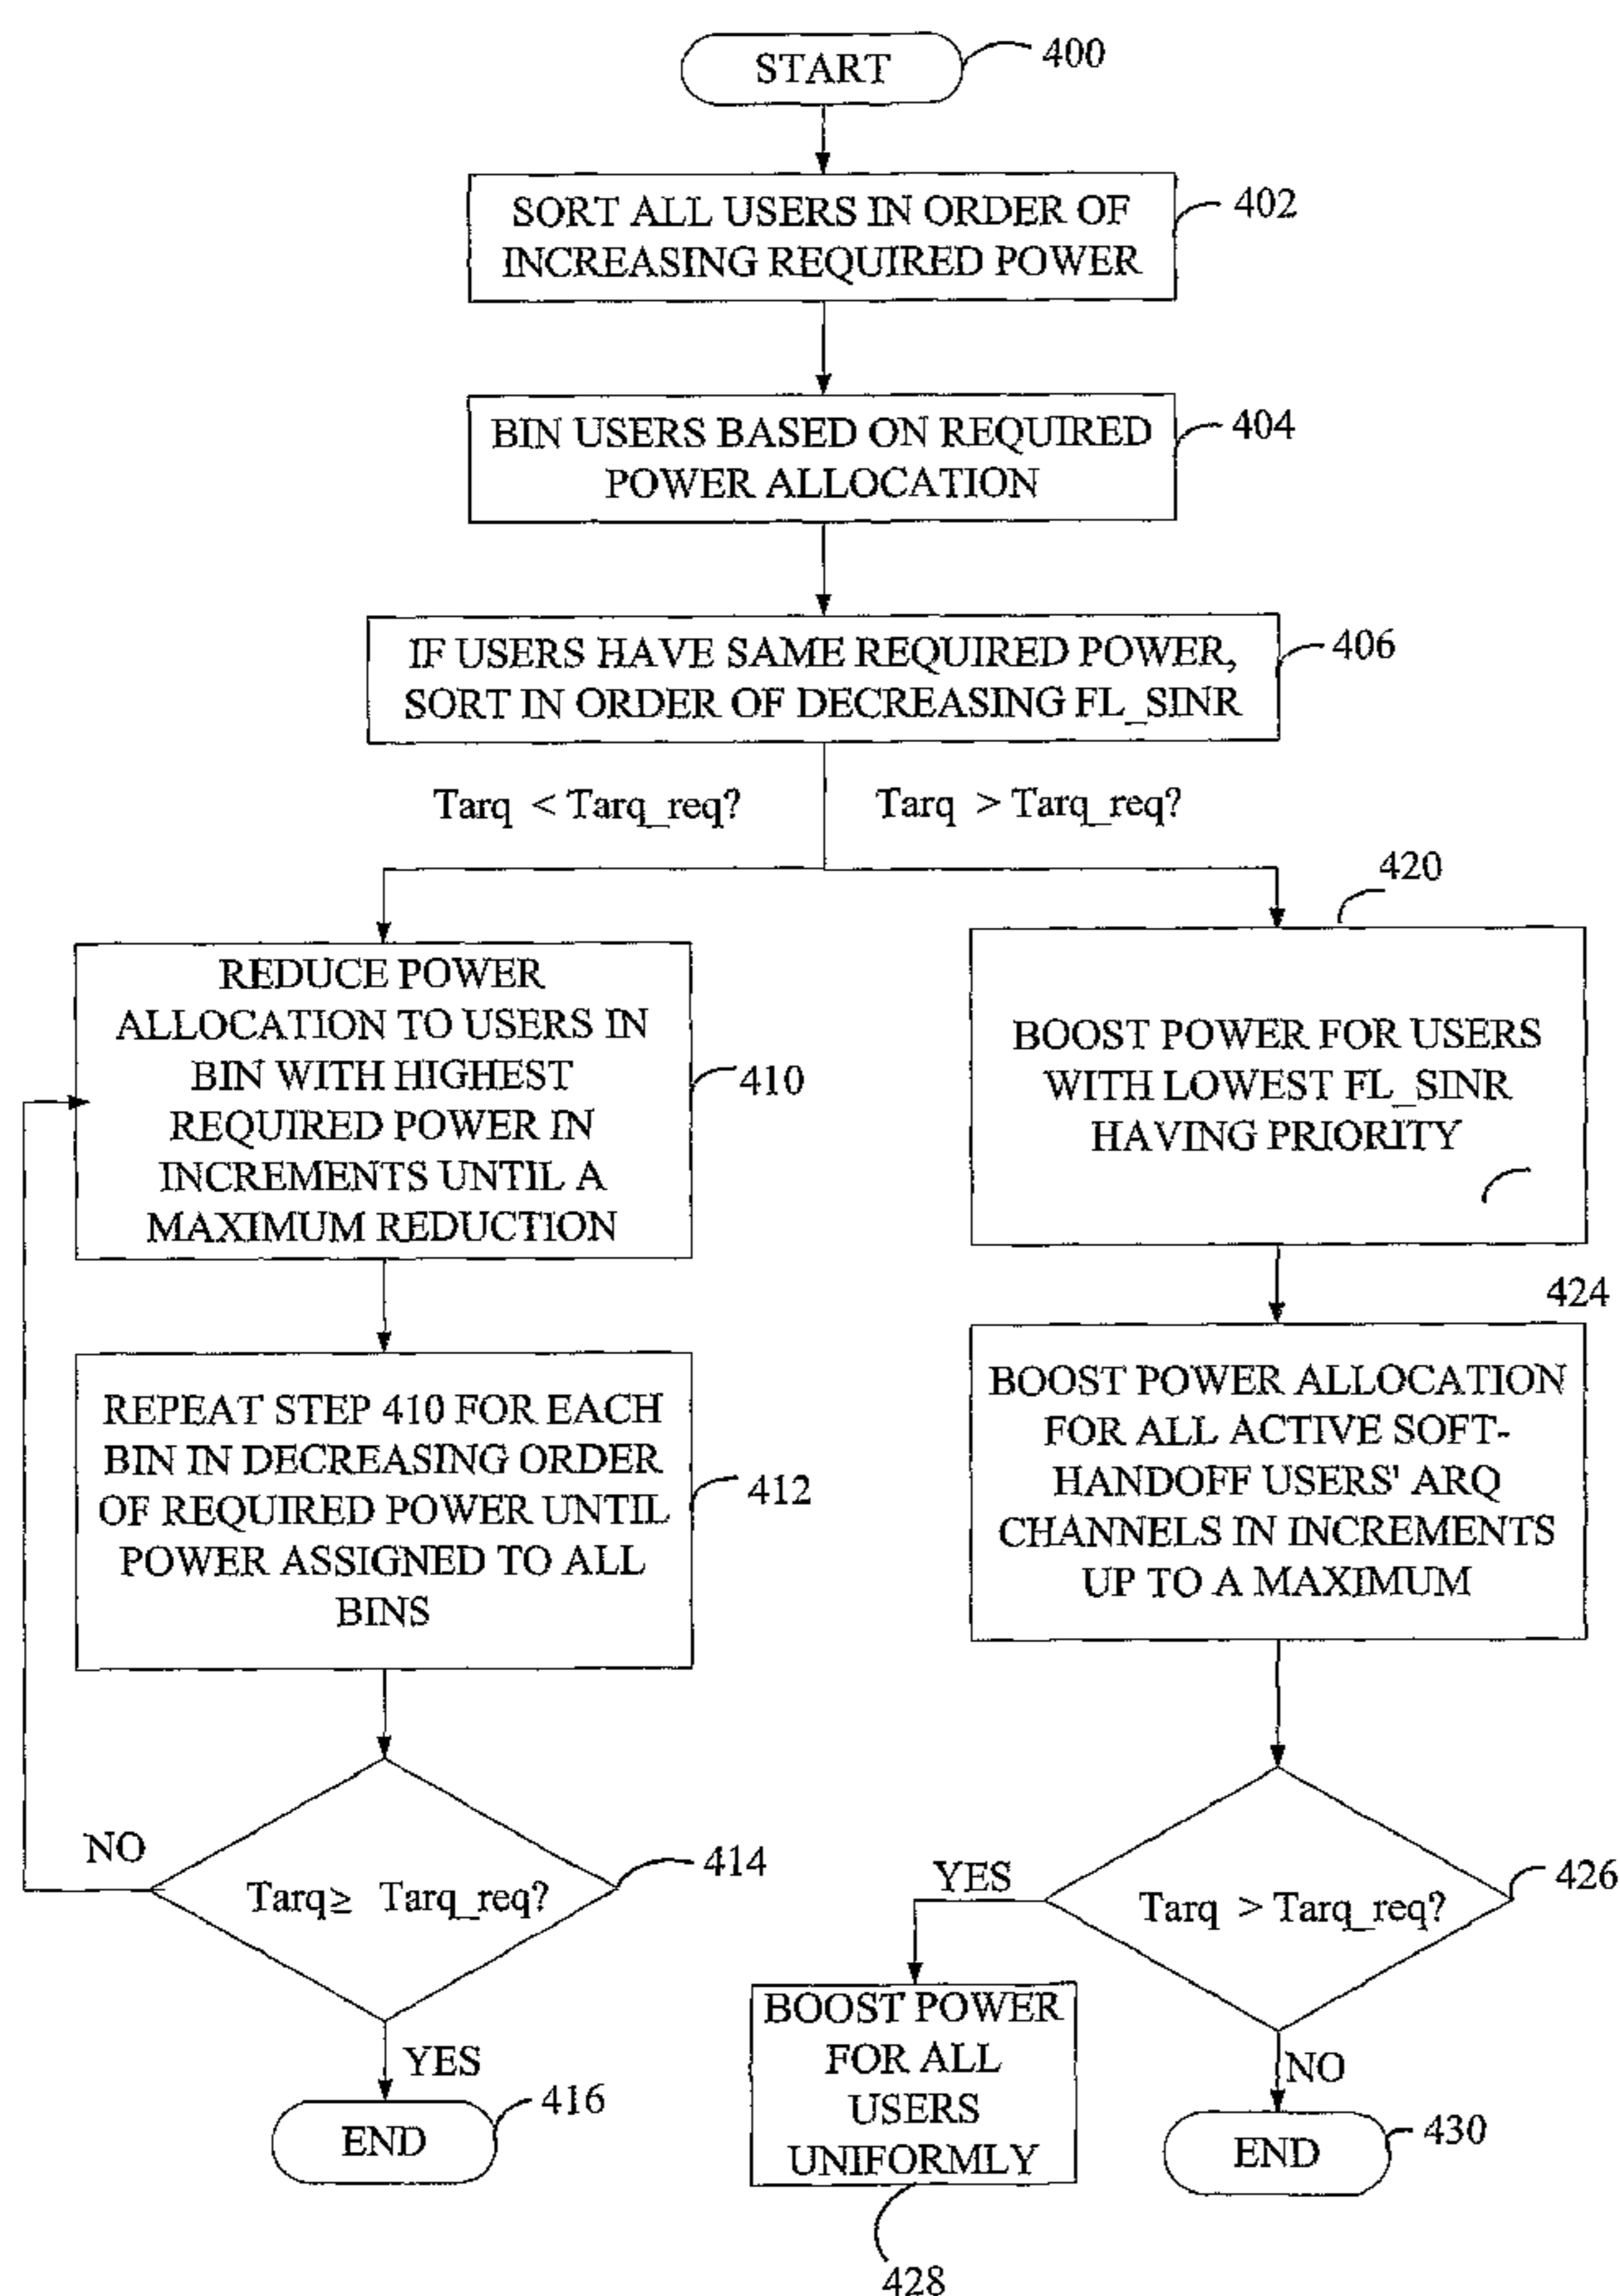 START
400
SORT ALL USERS IN ORDER OF
INCREASING REQUIRED POWER
402
BIN USERS BASED ON REQUIRED
POWER ALLOCATION
404
IF USERS HAVE SAME REQUIRED POWER,
SORT IN ORDER OF DECREASING FL_SINR
406
Tarq < Tarq_req?
Tarq > Tarq_req?
REDUCE POWER
ALLOCATION TO USERS IN
BIN WITH HIGHEST
REQUIRED POWER IN
INCREMENTS UNTIL A
MAXIMUM REDUCTION
410
420
BOOST POWER FOR USERS
WITH LOWEST FL_SINR
HAVING PRIORITY
REPEAT STEP 410 FOR EACH
BIN IN DECREASING ORDER
OF REQUIRED POWER UNTIL
POWER ASSIGNED TO ALL
BINS
412
424
BOOST POWER ALLOCATION
FOR ALL ACTIVE SOFT-
HANDOFF USERS' ARQ
CHANNELS IN INCREMENTS
UP TO A MAXIMUM
NO
Tarq≥ Tarq_req?
414
YES
END
416
YES
Tarq > Tarq_req?
426
BOOST POWER
FOR ALL
USERS
UNIFORMLY
428
NO
END
430